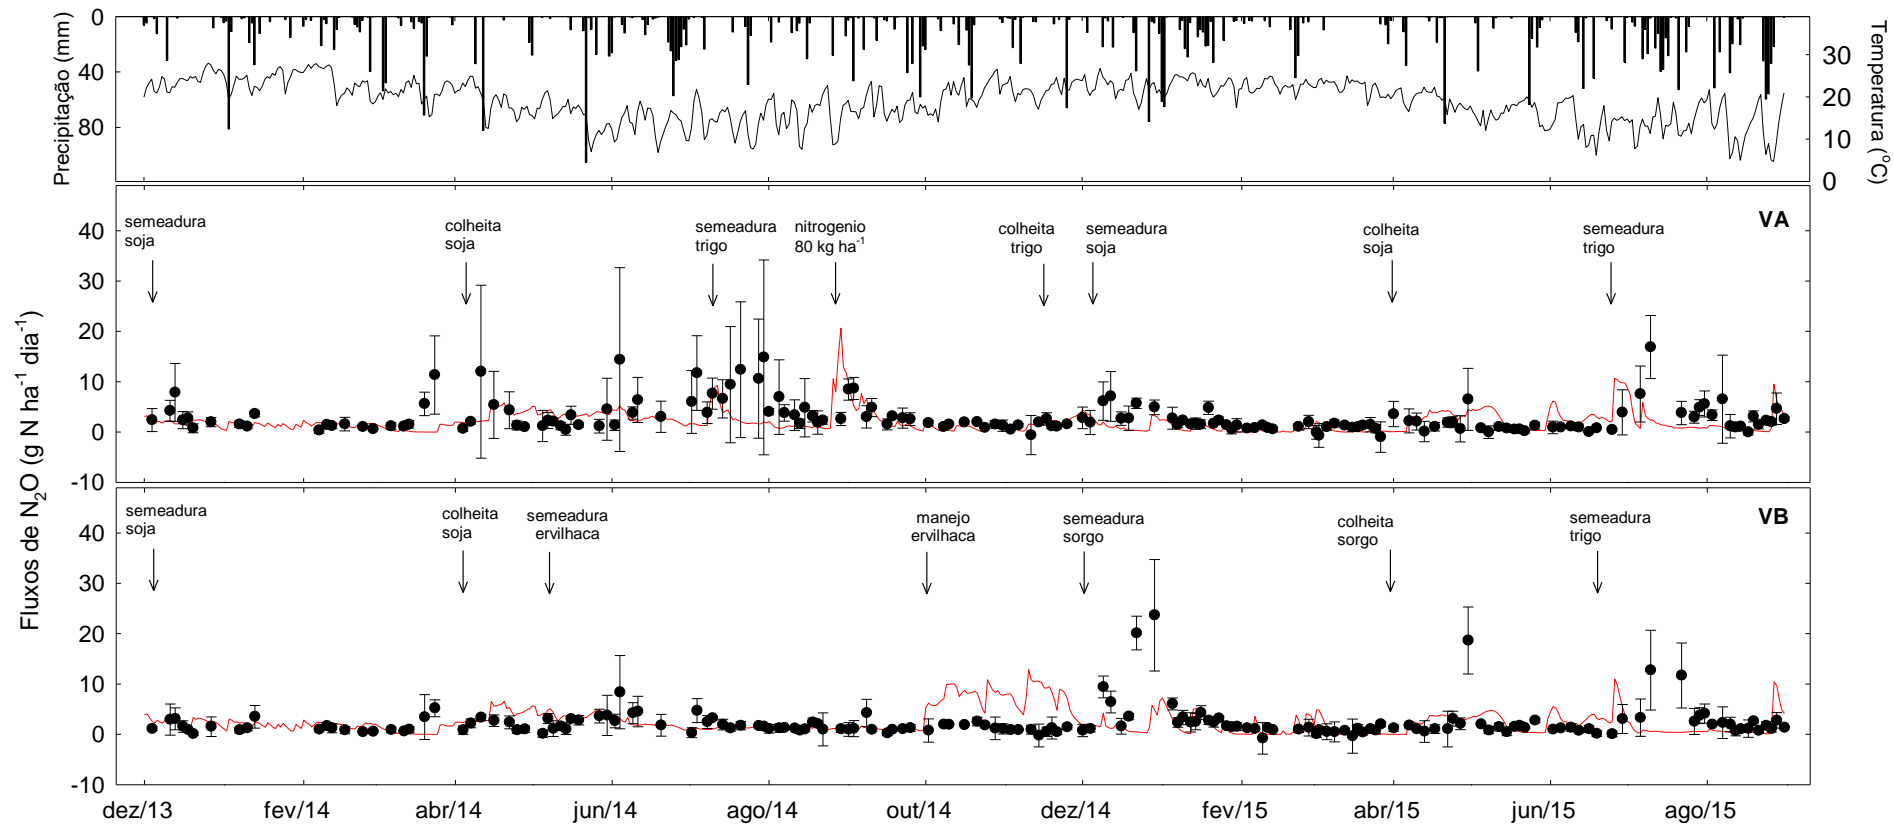 Precipitação (mm)
0
40
80
30
20
10
0
Temperatura (°C)
Fluxos de N₂O (g N ha⁻¹ dia⁻¹)
VA
40
30
20
10
0
-10
semeadura
soja
colheita
soja
semeadura
trigo
nitrogenio
80 kg ha⁻¹
colheita
trigo
semeadura
soja
colheita
soja
semeadura
trigo
VB
40
30
20
10
0
-10
semeadura
soja
colheita
soja
semeadura
ervilhaca
manejo
ervilhaca
semeadura
sorgo
colheita
sorgo
semeadura
trigo
dez/13 fev/14 abr/14 jun/14 ago/14 out/14 dez/14 fev/15 abr/15 jun/15 ago/15